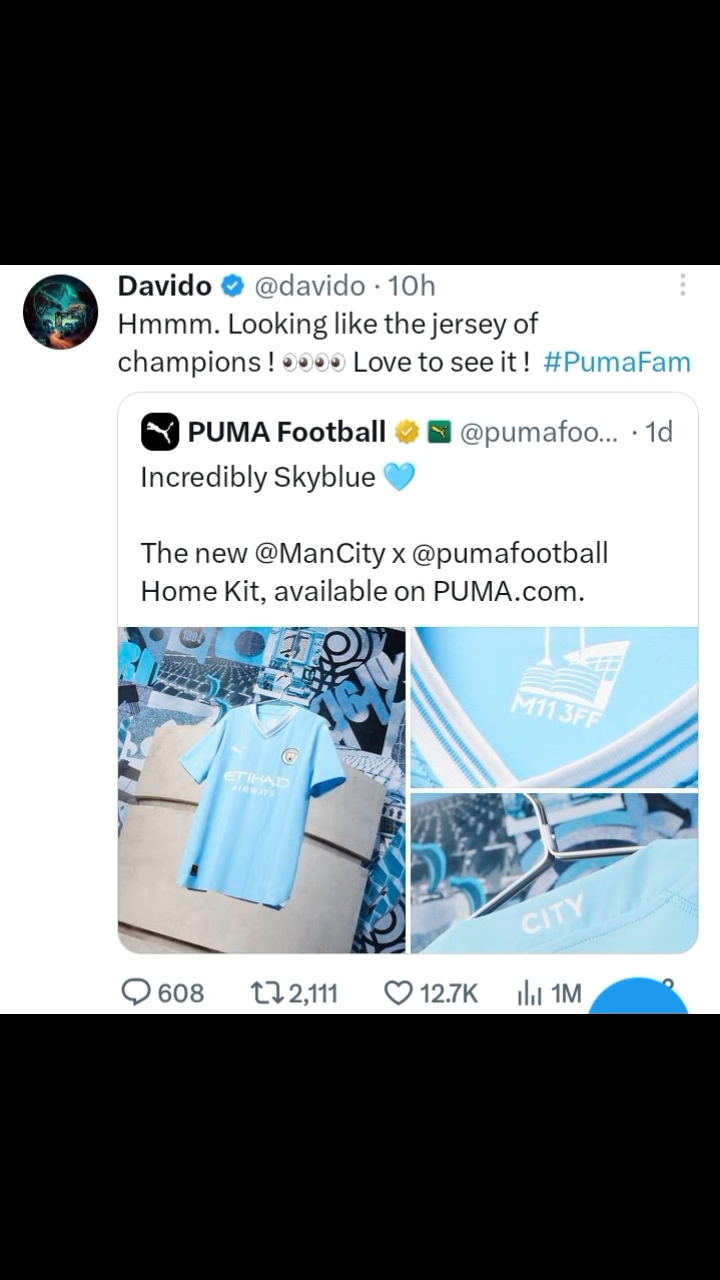 Davido @davido · 10h
Hmmm. Looking like the jersey of
champions ! 👀👀 Love to see it ! #PumaFam
PUMA Football @pumafoo... · 1d
Incredibly Skyblue 🩵
The new @ManCity x @pumafootball
Home Kit, available on PUMA.com.
1894
ETIHAD
AIRWAYS
M11 3FF
CITY
608 2,111 12.7K 1M